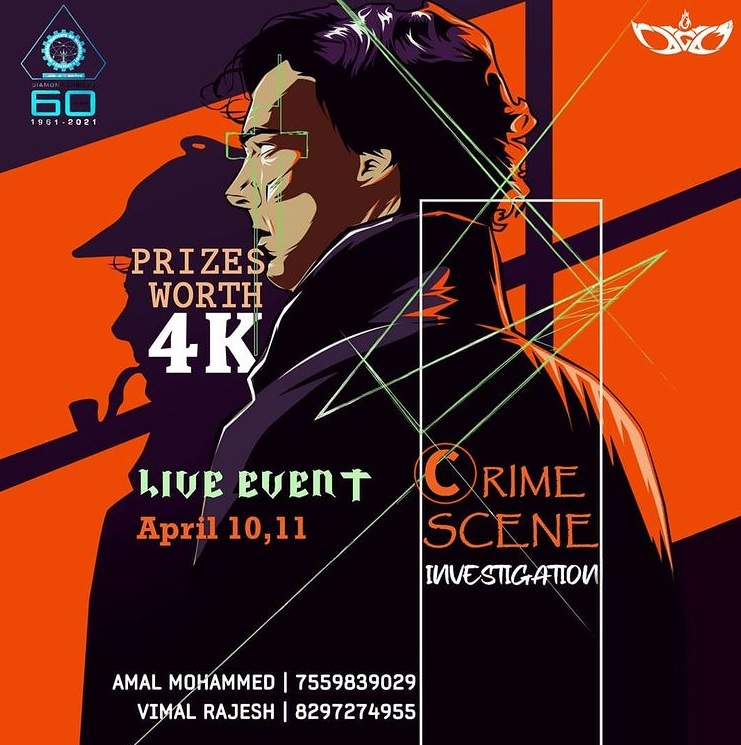 60
1961-2021
PRIZES
WORTH
4K
LIVE EVENT
April 10,11
CRIME
SCENE
INVESTIGATION
AMAL MOHAMMED | 7559839029
VIMAL RAJESH | 8297274955